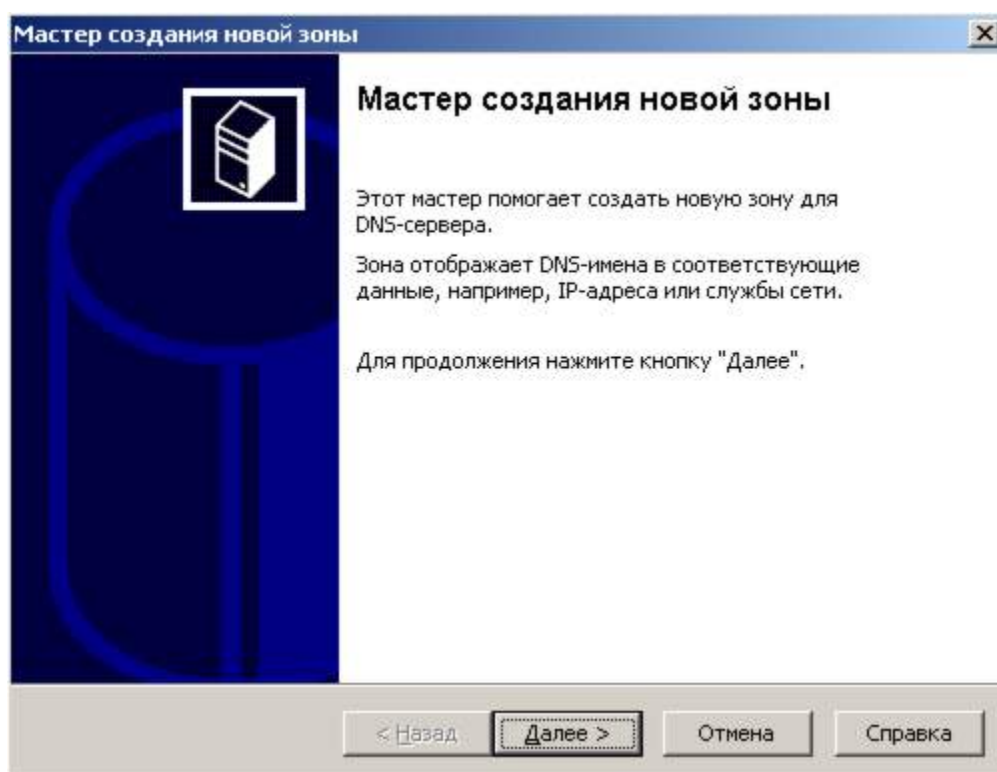 Мастер создания новой зоны
Мастер создания новой зоны
Этот мастер помогает создать новую зону для
DNS-сервера.
Зона отображает DNS-имена в соответствующие
данные, например, IP-адреса или службы сети.
Для продолжения нажмите кнопку "Далее".
< Назад Далее > Отмена Справка